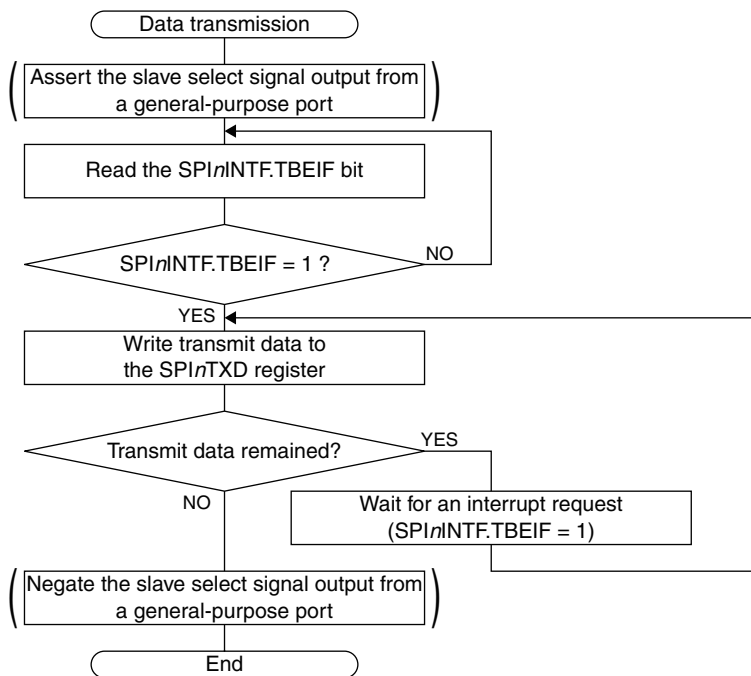 Data transmission
Assert the slave select signal output from
a general-purpose port
Read the SPInINTF.TBEIF bit
SPInINTF.TBEIF = 1 ?
NO
YES
Write transmit data to
the SPInTXD register
Transmit data remained?
YES
NO
Wait for an interrupt request
(SPInINTF.TBEIF = 1)
Negate the slave select signal output from
a general-purpose port
End